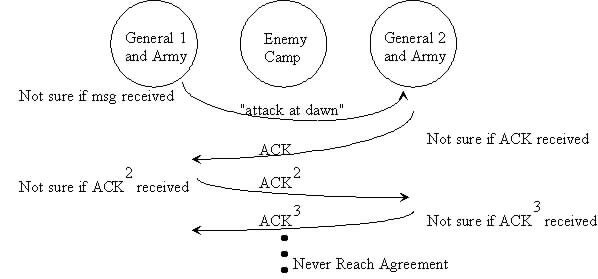 General 1
and Army
Enemy
Camp
General 2
and Army
Not sure if msg received
"attack at dawn"
Not sure if ACK received
ACK
Not sure if ACK² received
ACK²
ACK³
Not sure if ACK³ received
Never Reach Agreement